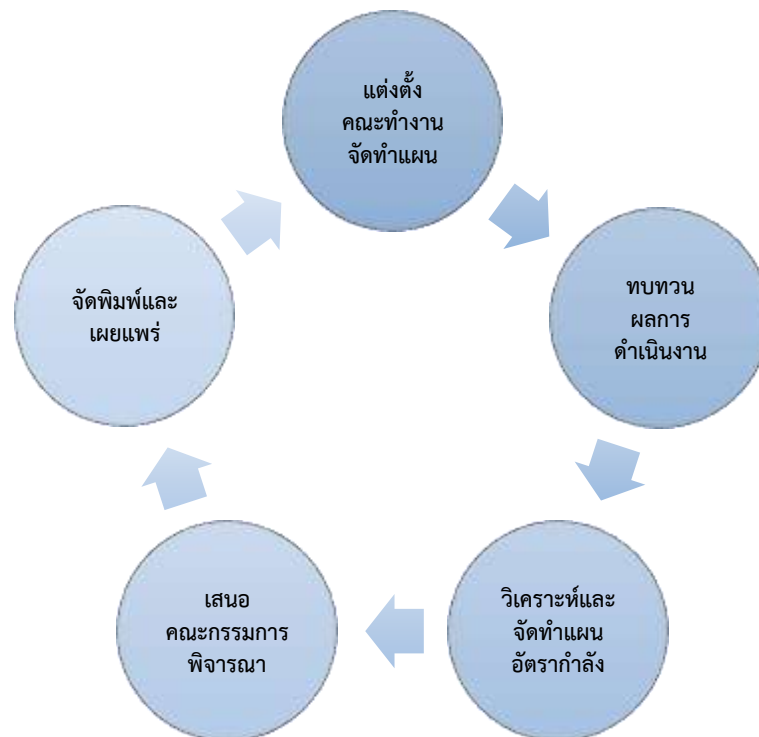 แต่งตั้ง
คณะทำงาน
จัดทำแผน
ทบทวน
ผลการ
ดำเนินงาน
วิเคราะห์และ
จัดทำแผน
อัตรากำลัง
เสนอ
คณะกรรมการ
พิจารณา
จัดพิมพ์และ
เผยแพร่